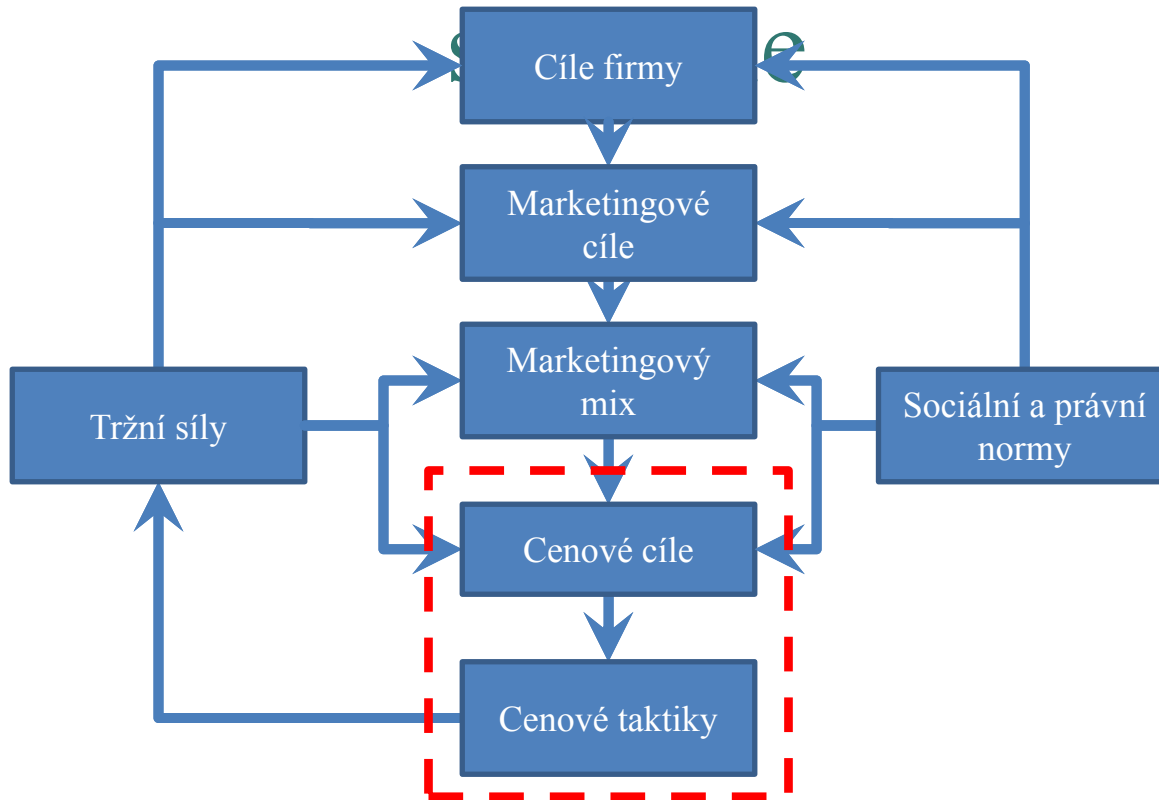 Cíle firmy
Marketingové
cíle
Marketingový
mix
Tržní síly
Sociální a právní
normy
Cenové cíle
Cenové taktiky